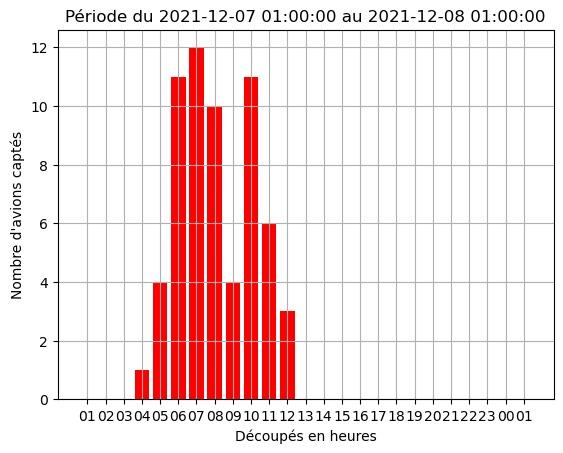 Période du 2021-12-07 01:00:00 au 2021-12-08 01:00:00
12
10
8
6
4
2
0
Nombre d'avions captés
01 02 03 04 05 06 07 08 09 10 11 12 13 14 15 16 17 18 19 20 21 22 23 00 01
Découpés en heures